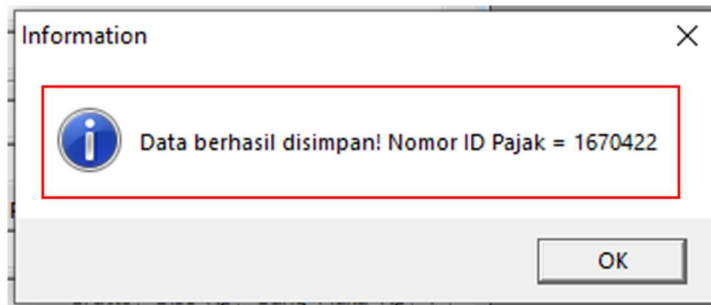 Information
Data berhasil disimpan! Nomor ID Pajak = 1670422
OK